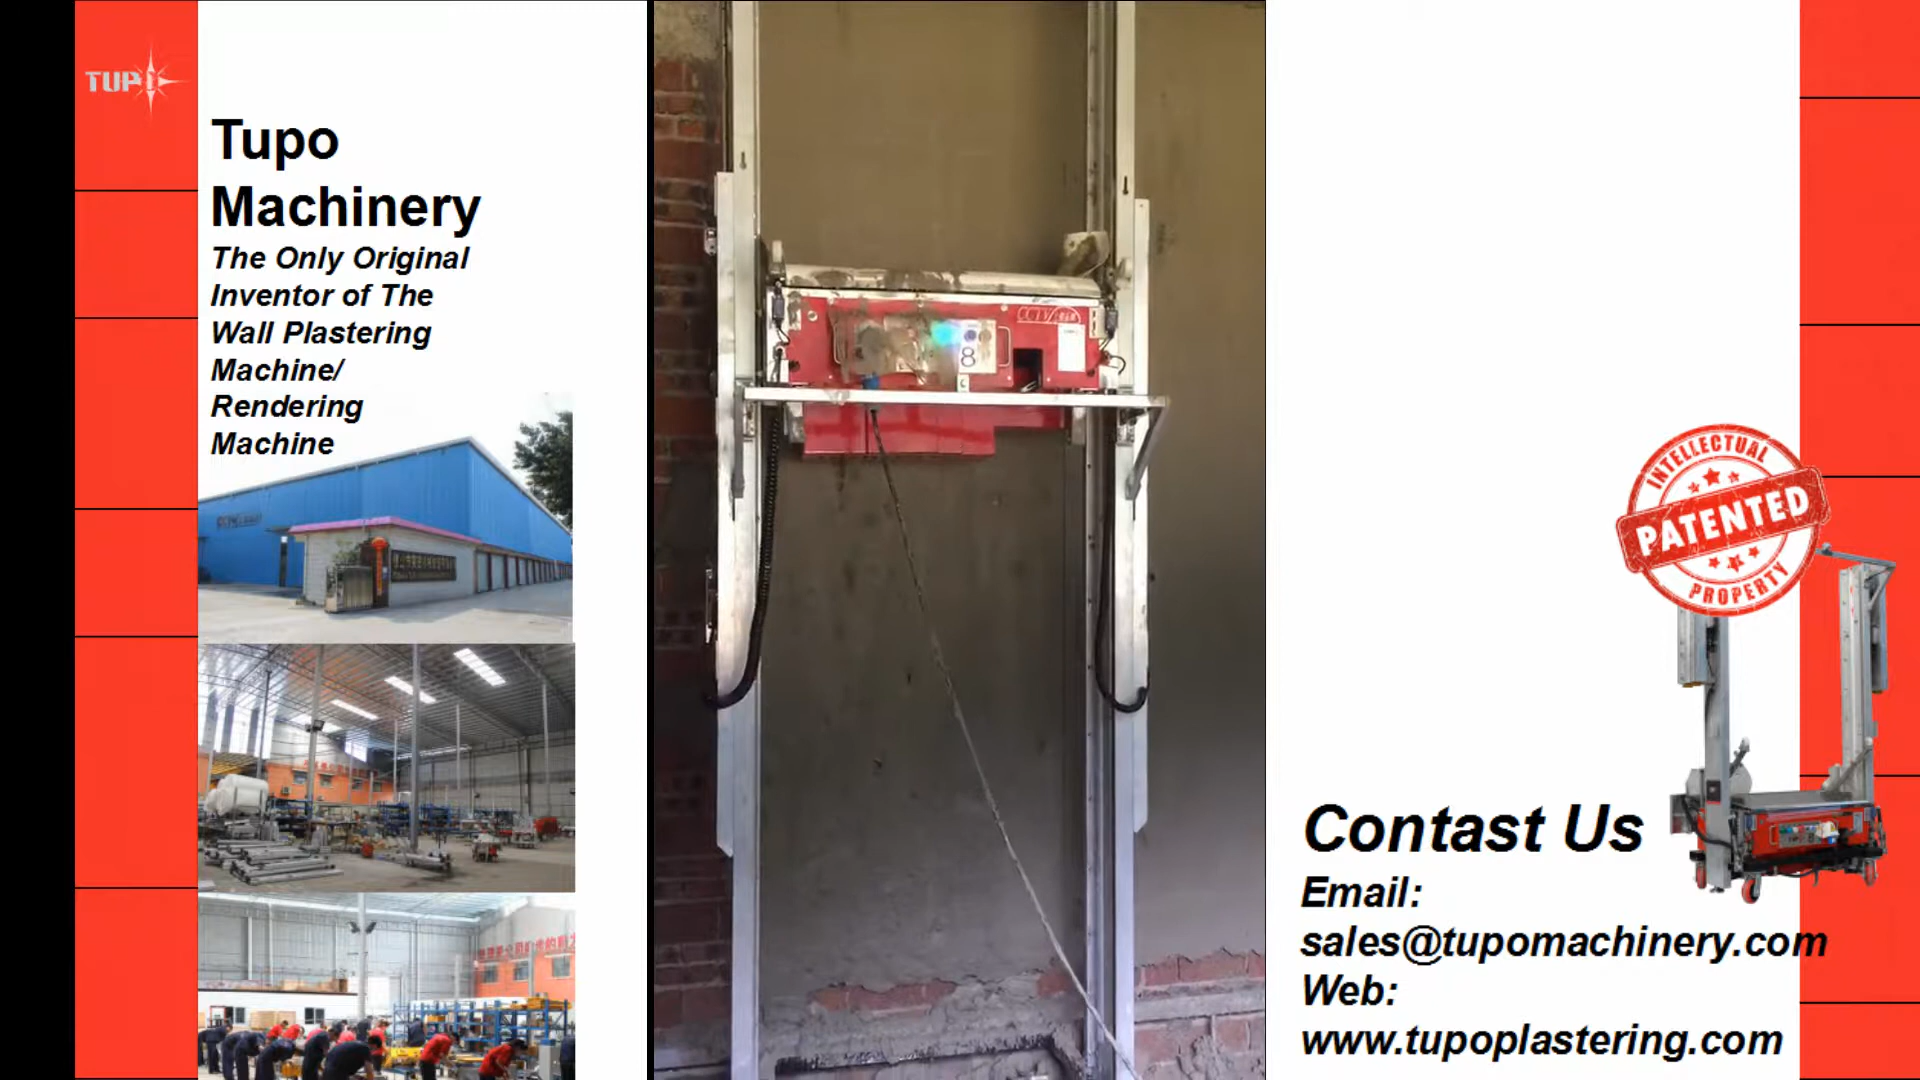 TUPO
Tupo
Machinery
The Only Original
Inventor of The
Wall Plastering
Machine/
Rendering
Machine
8
INTELLECTUAL
PATENTED
PROPERTY
Contast Us
Email:
sales@tupomachinery.com
Web:
www.tupoplastering.com